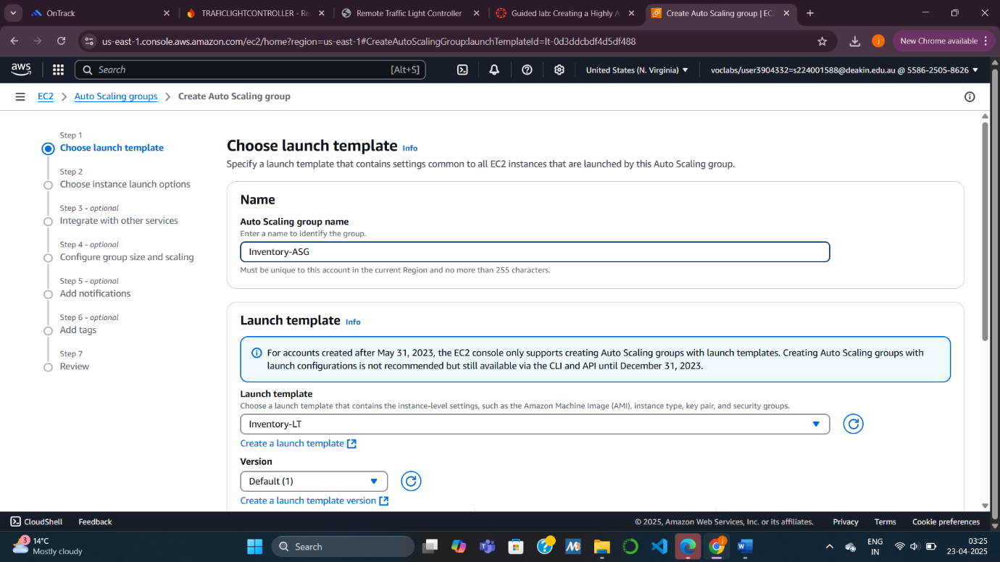 OnTrack
TRAFICLIGHTCONTROLLER - Re
Remote Traffic Light Controller
Guided lab: Creating a Highly A
Create Auto Scaling group | EC2
us-east-1.console.aws.amazon.com/ec2/home?region=us-east-1#CreateAutoScalingGroup:launchTemplateId=lt-0d3ddcbdf4d5df488
j
New Chrome available
aws
Search
[Alt+S]
United States (N. Virginia)
voclabs/user3904332=s224001588@deakin.edu.au @ 5586-2505-8626
EC2
Auto Scaling groups
Create Auto Scaling group
Step 1
Choose launch template
Step 2
Choose instance launch options
Step 3 - optional
Integrate with other services
Step 4 - optional
Configure group size and scaling
Step 5 - optional
Add notifications
Step 6 - optional
Add tags
Step 7
Review
Choose launch template Info
Specify a launch template that contains settings common to all EC2 instances that are launched by this Auto Scaling group.
Name
Auto Scaling group name
Enter a name to identify the group.
Inventory-ASG
Must be unique to this account in the current Region and no more than 255 characters.
Launch template Info
For accounts created after May 31, 2023, the EC2 console only supports creating Auto Scaling groups with launch templates. Creating Auto Scaling groups with
launch configurations is not recommended but still available via the CLI and API until December 31, 2023.
Launch template
Choose a launch template that contains the instance-level settings, such as the Amazon Machine Image (AMI), instance type, key pair, and security groups.
Inventory-LT
Create a launch template
Version
Default (1)
Create a launch template version
CloudShell
Feedback
© 2025, Amazon Web Services, Inc. or its affiliates.
Privacy
Terms
Cookie preferences
3
14°C
Mostly cloudy
Search
ENG
IN
03:25
23-04-2025